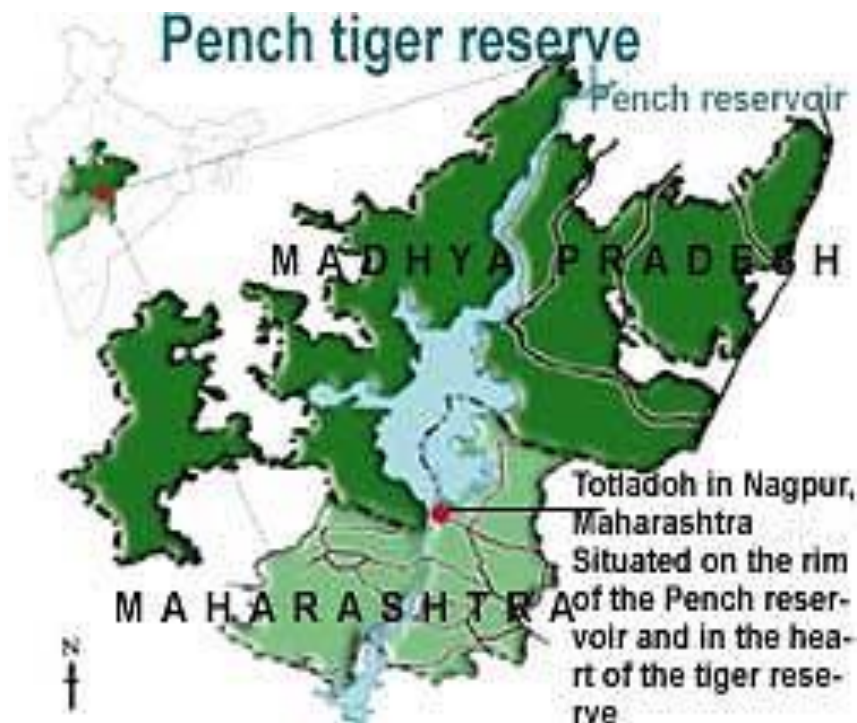 Pench tiger reserve
Pench reservoir
MADHYA PRADESH
Totladoh in Nagpur,
Maharashtra
Situated on the rim
of the Pench reser-
voir and in the hea-
rt of the tiger rese-
rve
MAHARASHTRA
N